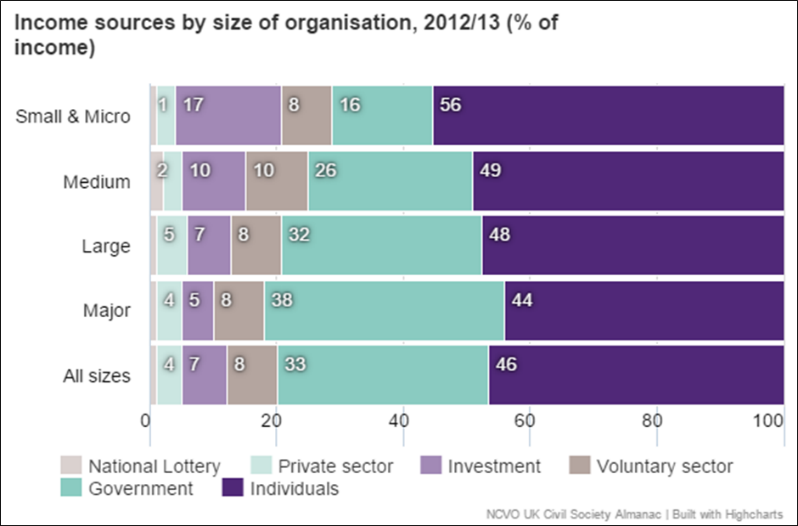 Income sources by size of organisation, 2012/13 (% of
income)
Small & Micro 1 17 8 16 56
Medium 2 10 10 26 49
Large 5 7 8 32 48
Major 4 5 8 38 44
All sizes 4 7 8 33 46
0 20 40 60 80 100
National Lottery Private sector Investment Voluntary sector
Government Individuals
NCVO UK Civil Society Almanac | Built with Highcharts